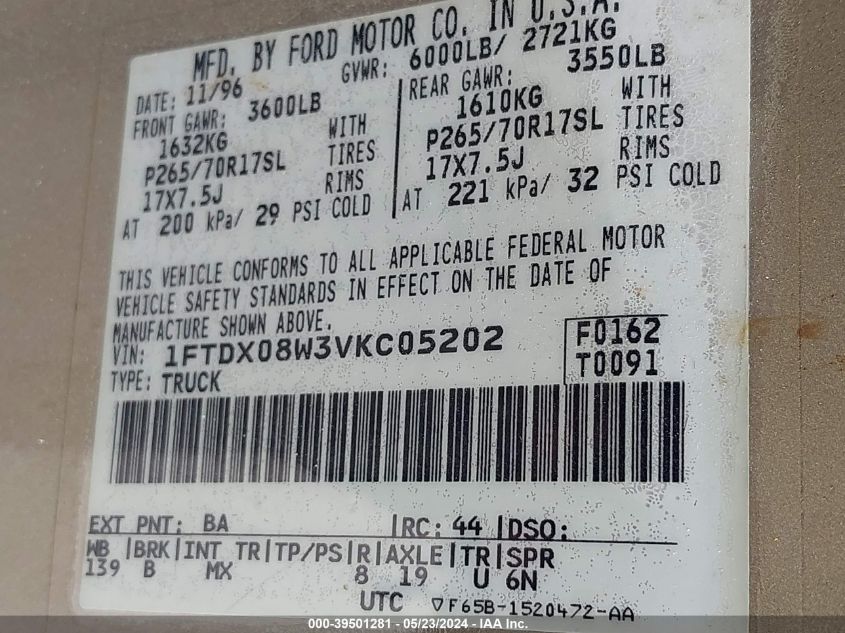 MFD. BY FORD MOTOR CO. IN U.S.A.
DATE: 11/96 GVWR: 6000LB/ 2721KG
FRONT GAWR: 3600LB
1632KG WITH
P265/70R17SL TIRES
17X7.5J RIMS
AT 200 kPa/ 29 PSI COLD
REAR GAWR: 3550LB
1610KG WITH
P265/70R17SL TIRES
17X7.5J RIMS
AT 221 kPa/ 32 PSI COLD
THIS VEHICLE CONFORMS TO ALL APPLICABLE FEDERAL MOTOR
VEHICLE SAFETY STANDARDS IN EFFECT ON THE DATE OF
MANUFACTURE SHOWN ABOVE.
VIN: 1FTDX08W3VKC05202
F0162
T0091
TYPE: TRUCK
EXT PNT: BA |RC: 44 |DSO:
WB |BRK|INT TR|TP/PS|R|AXLE|TR|SPR
139 B MX 8 19 U 6N
UTC ▽F65B-1520472-AA
000-39501281 - 05/23/2024 - IAA Inc.